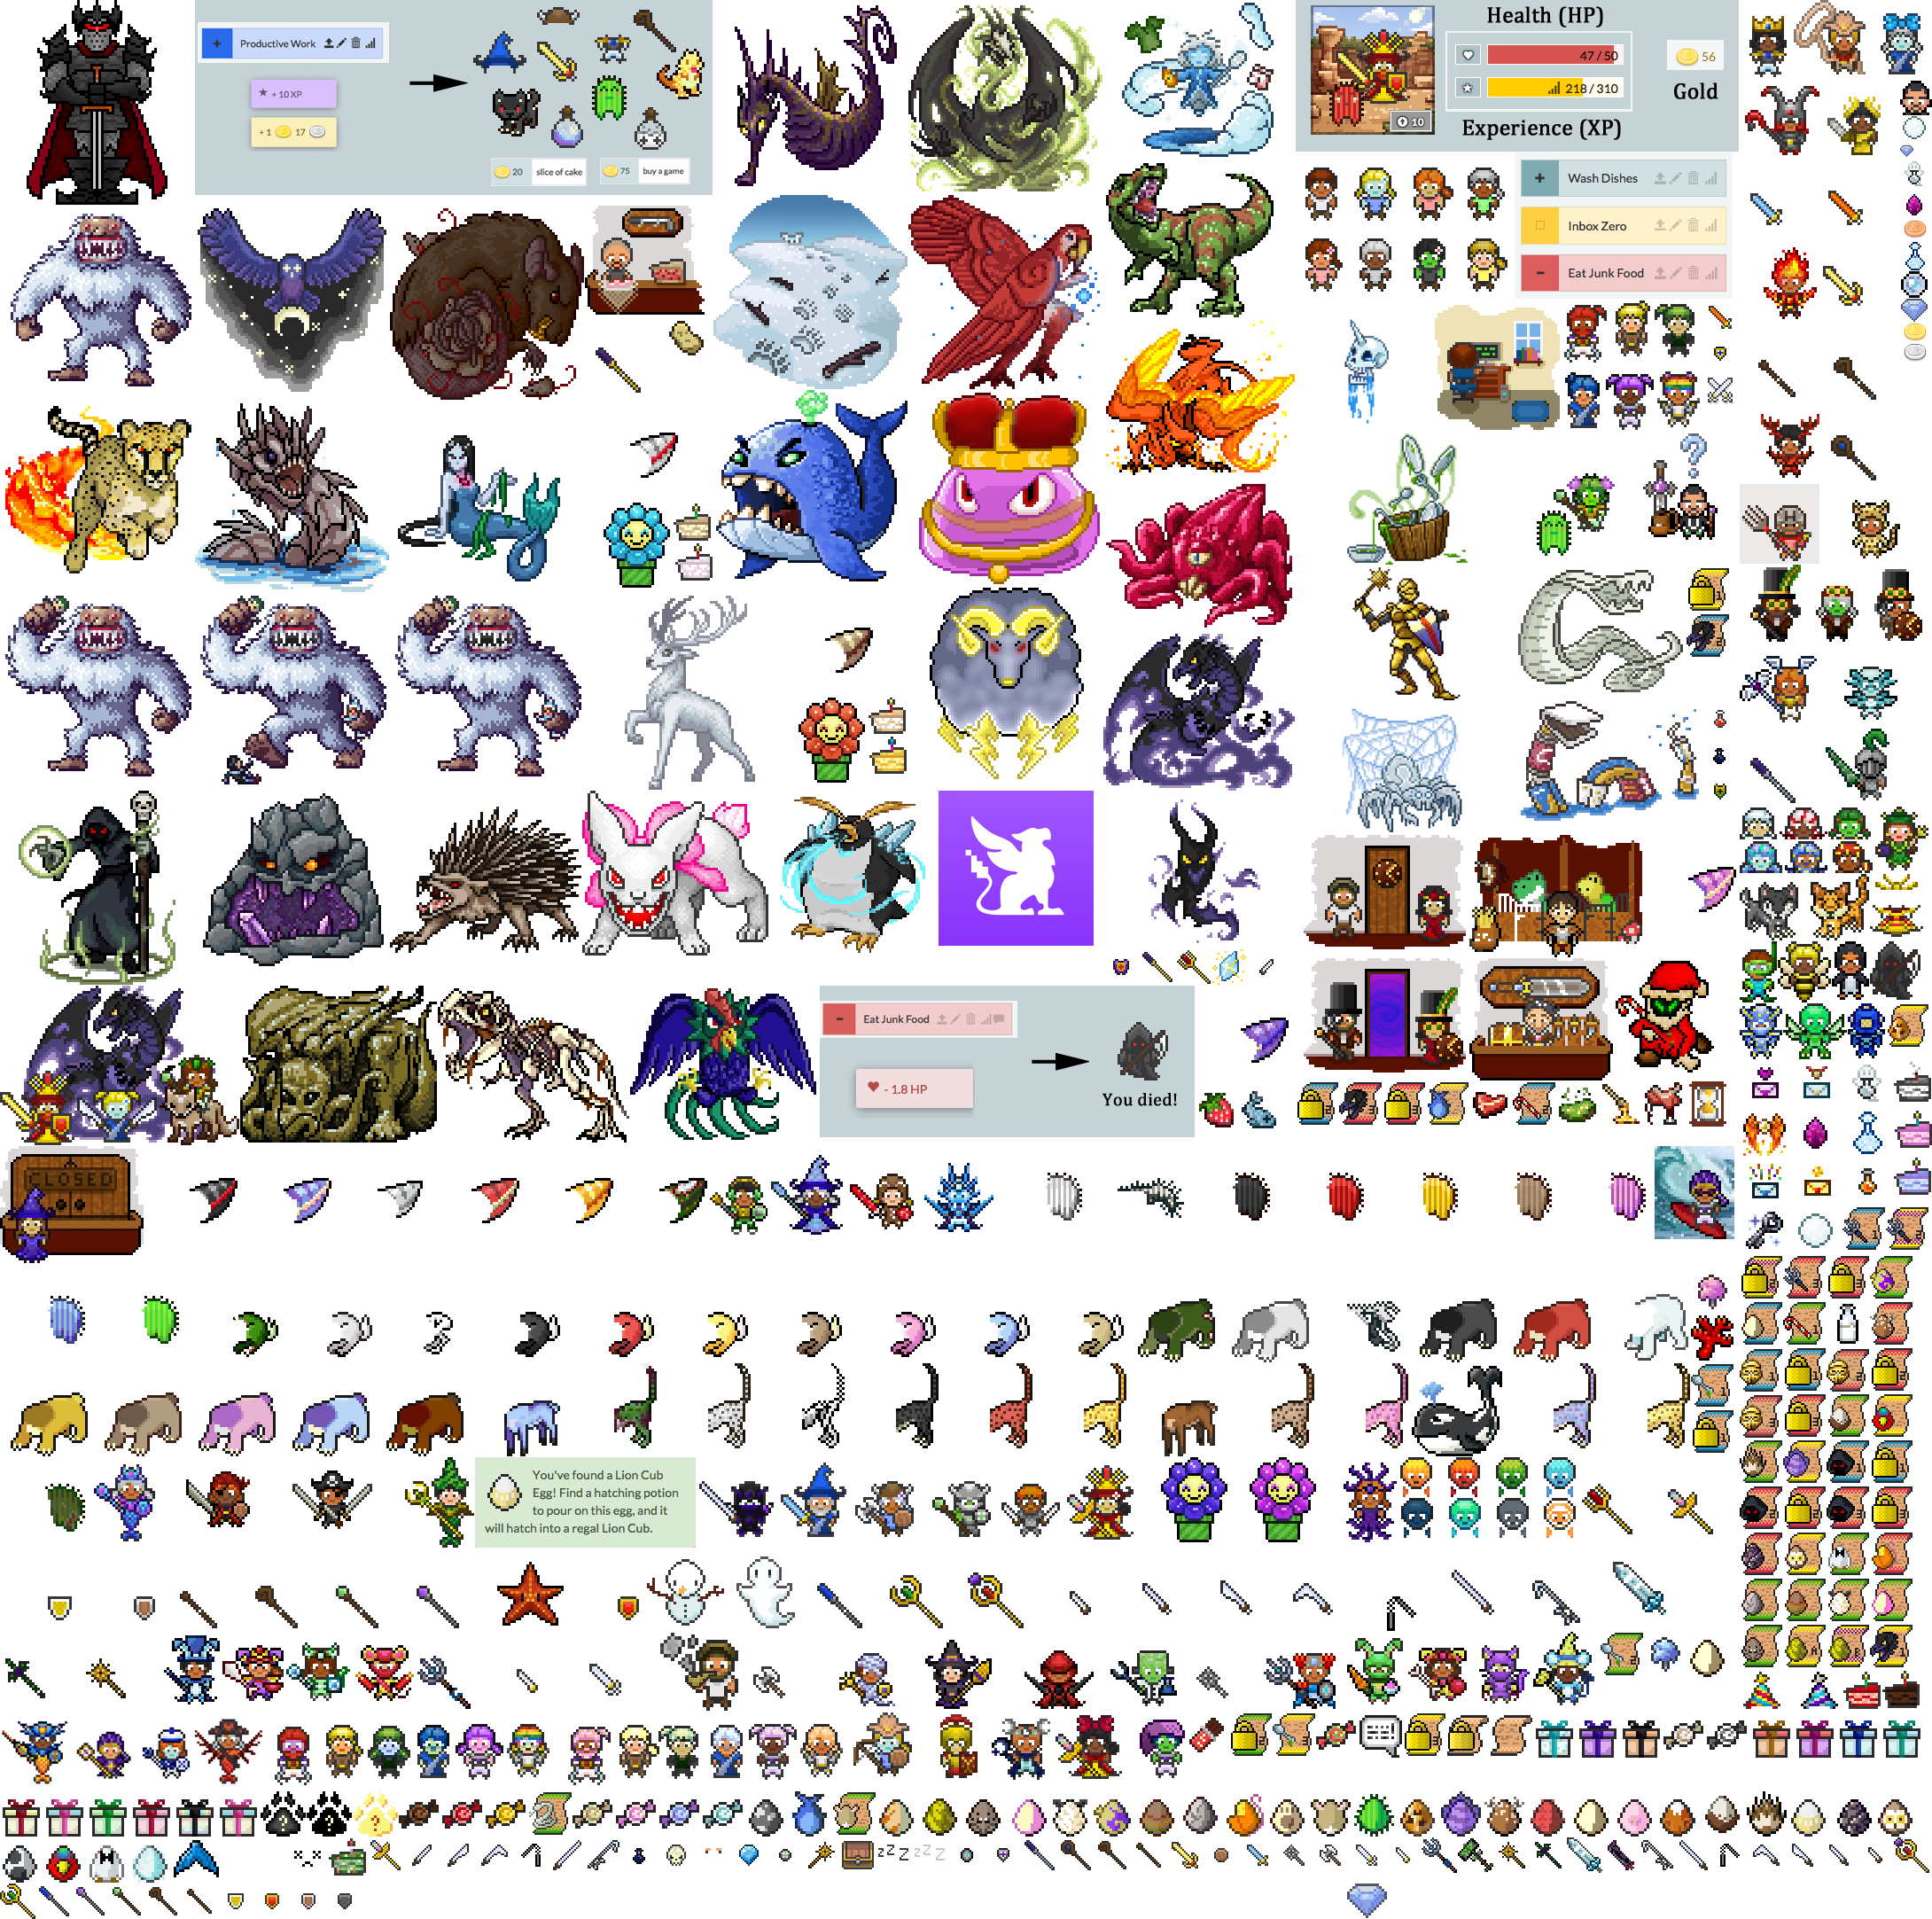 Productive Work
+ 10 XP
+ 1 17
20 slice of cake
75 buy a game
Health (HP)
47 / 50
218 / 310
10
Experience (XP)
56
Gold
Wash Dishes
Inbox Zero
Eat Junk Food
Eat Junk Food
- 1.8 HP
You died!
CLOSED
You've found a Lion Cub
Egg! Find a hatching potion
to pour on this egg, and it
will hatch into a regal Lion Cub.